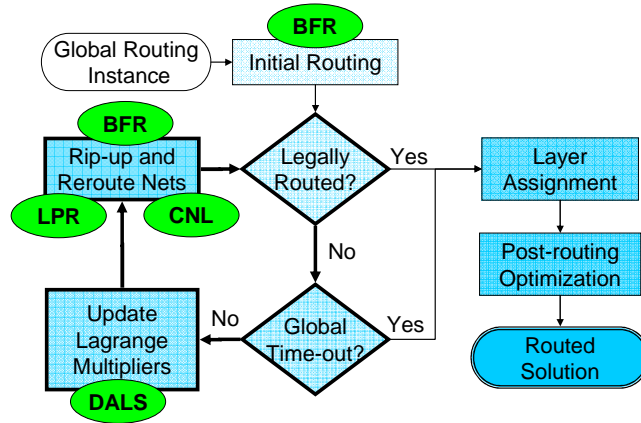 BFR
Global Routing
Instance
Initial Routing
BFR
Rip-up and
Reroute Nets
LPR
CNL
Legally
Routed?
Yes
Layer
Assignment
No
Post-routing
Optimization
Update
Lagrange
Multipliers
DALS
No
Global
Time-out?
Yes
Routed
Solution